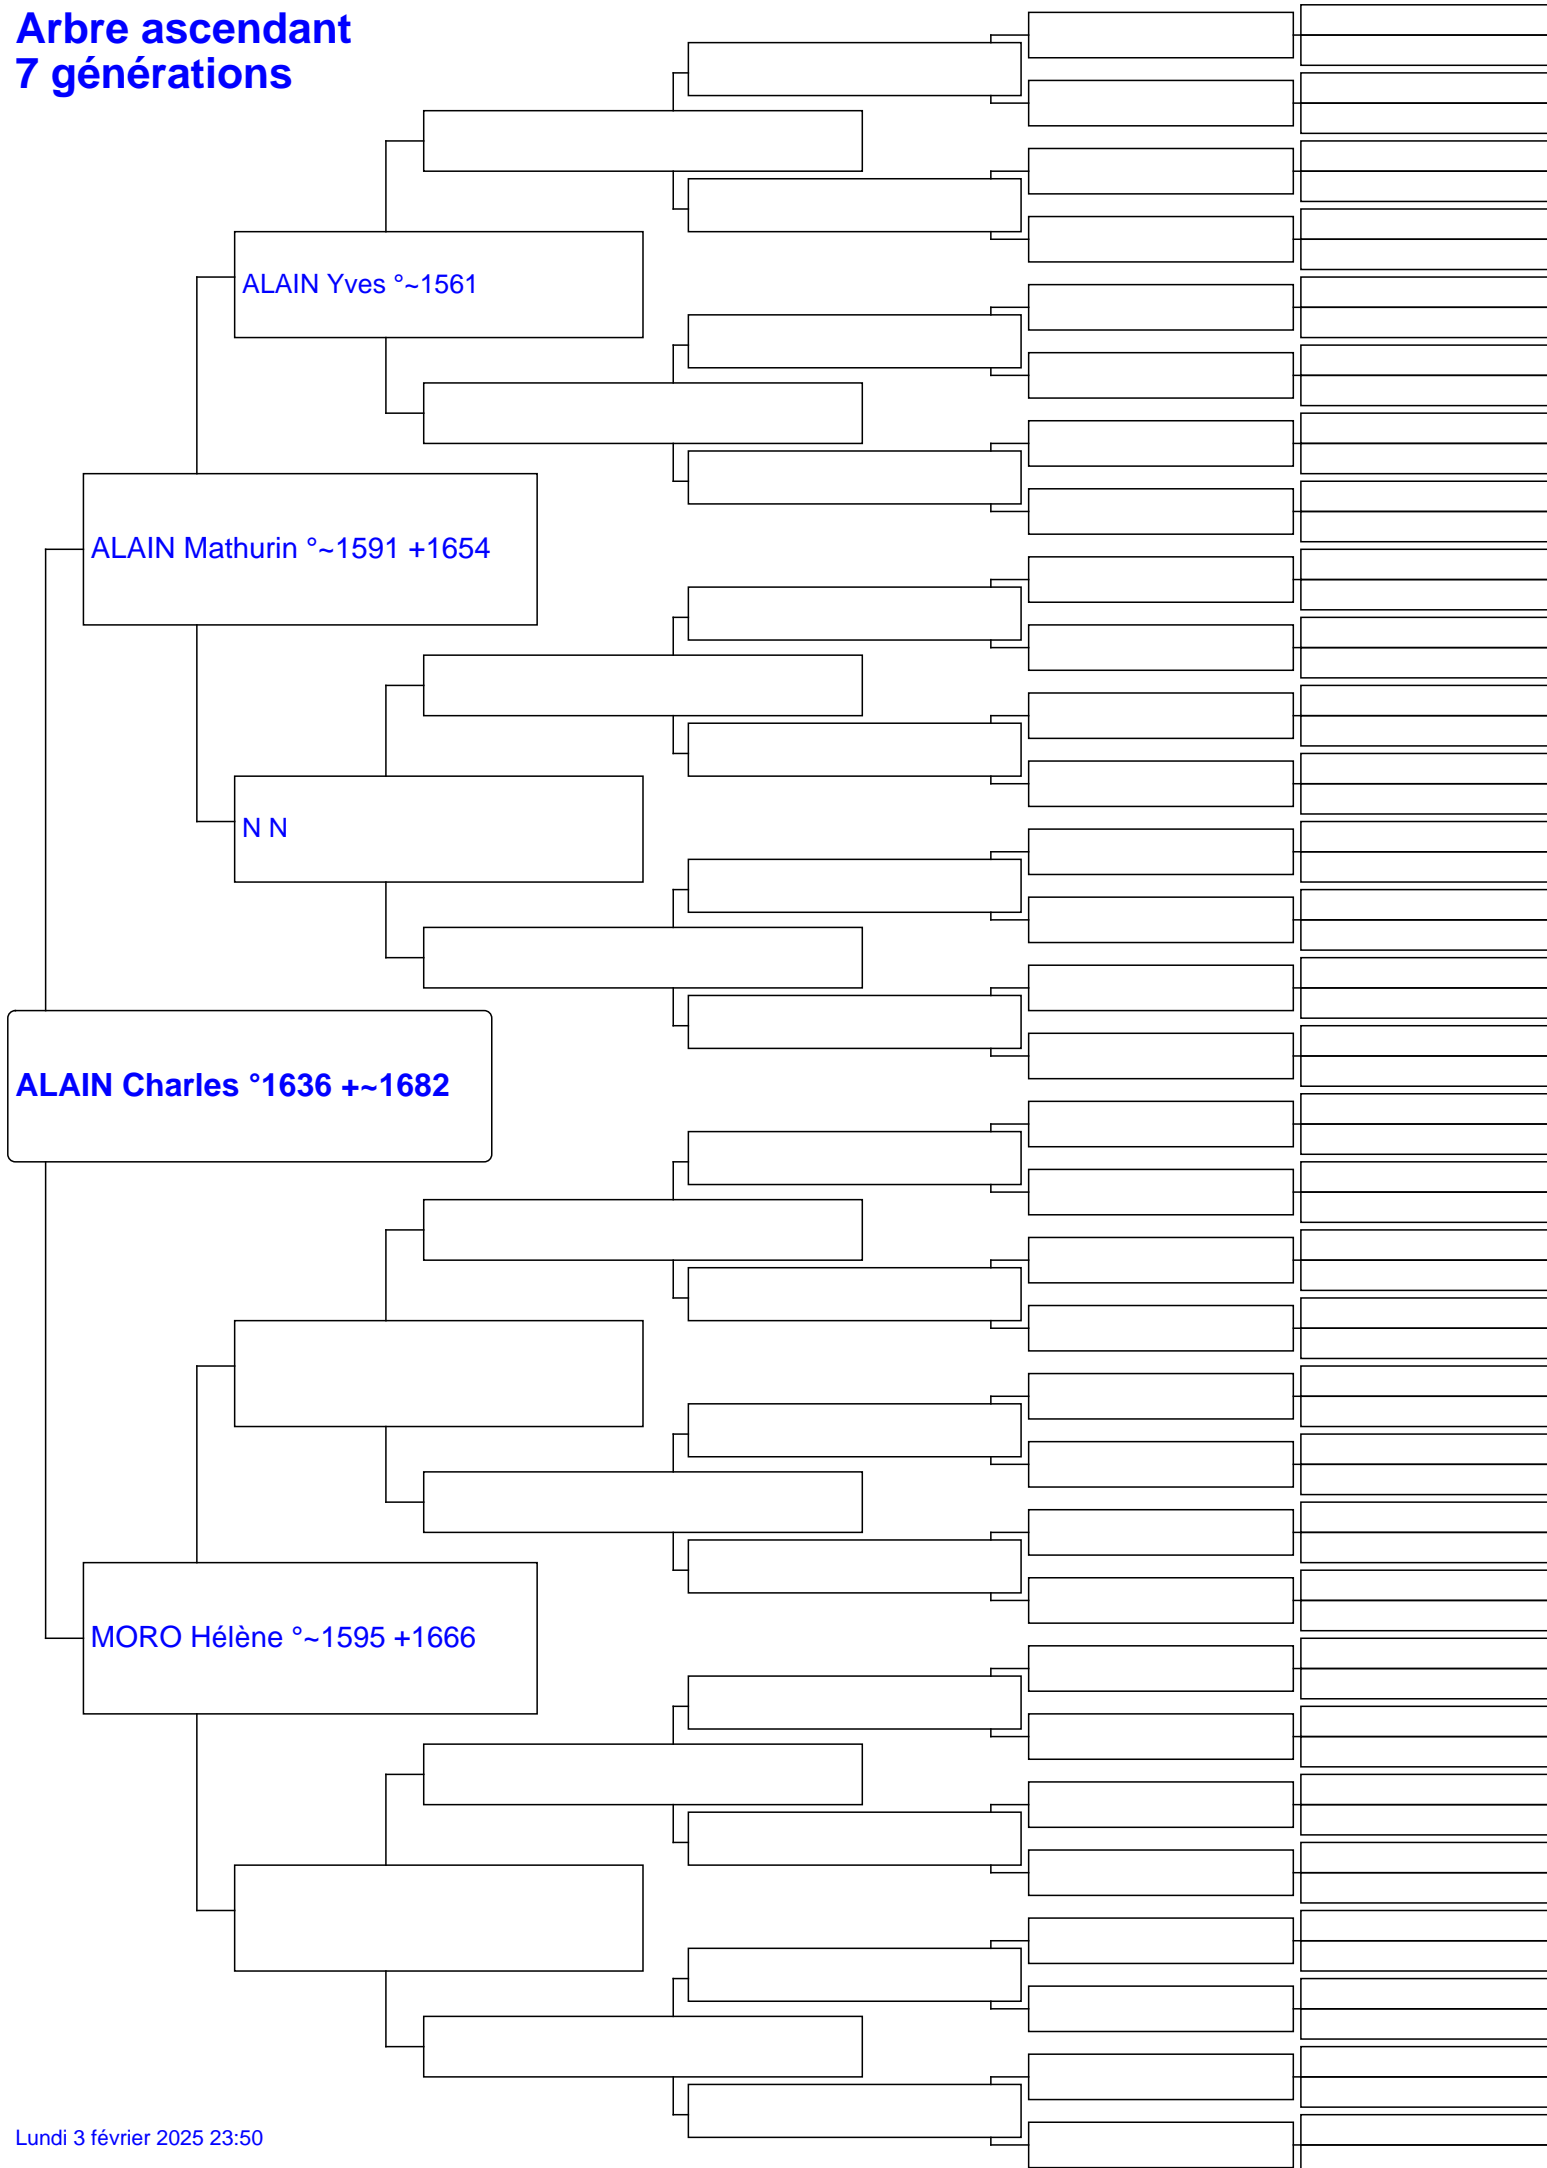 Arbre ascendant
7 générations
ALAIN Yves °~1561
ALAIN Mathurin °~1591 +1654
N N
ALAIN Charles °1636 +~1682
MORO Hélène °~1595 +1666
Lundi 3 février 2025 23:50